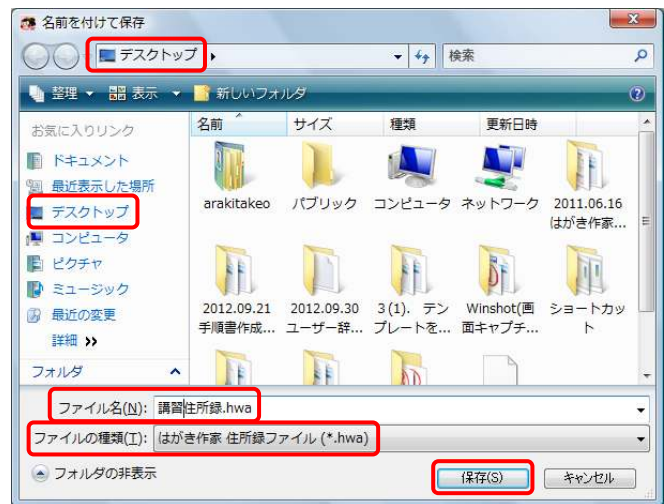 名前を付けて保存
デスクトップ
検索
整理 表示 新しいフォルダ
お気に入りリンク
ドキュメント
最近表示した場所
デスクトップ
コンピュータ
ピクチャ
ミュージック
最近の変更
詳細 >>
フォルダ
名前 サイズ 種類 更新日時
arakitakeo パブリック コンピュータ ネットワーク 2011.06.16
はがき作家...
2012.09.21 2012.09.30 3(1). テン Winshot(画 ショートカッ
手順書作成... ユーザー辞... プレートを... 面キャプチ... ト
ファイル名(N): 講習住所録.hwa
ファイルの種類(T): はがき作家 住所録ファイル (*.hwa)
フォルダの非表示 保存(S) キャンセル